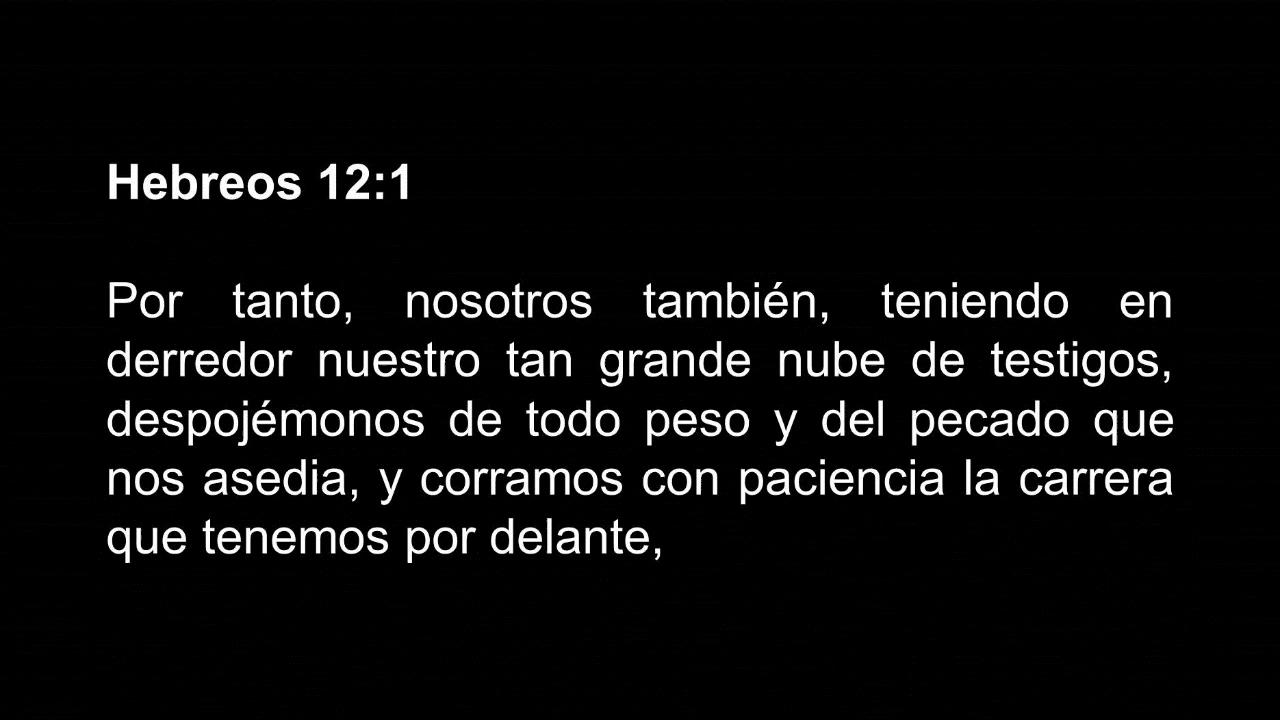 Hebreos 12:1
Por tanto, nosotros también, teniendo en
derredor nuestro tan grande nube de testigos,
despojémonos de todo peso y del pecado que
nos asedia, y corramos con paciencia la carrera
que tenemos por delante,